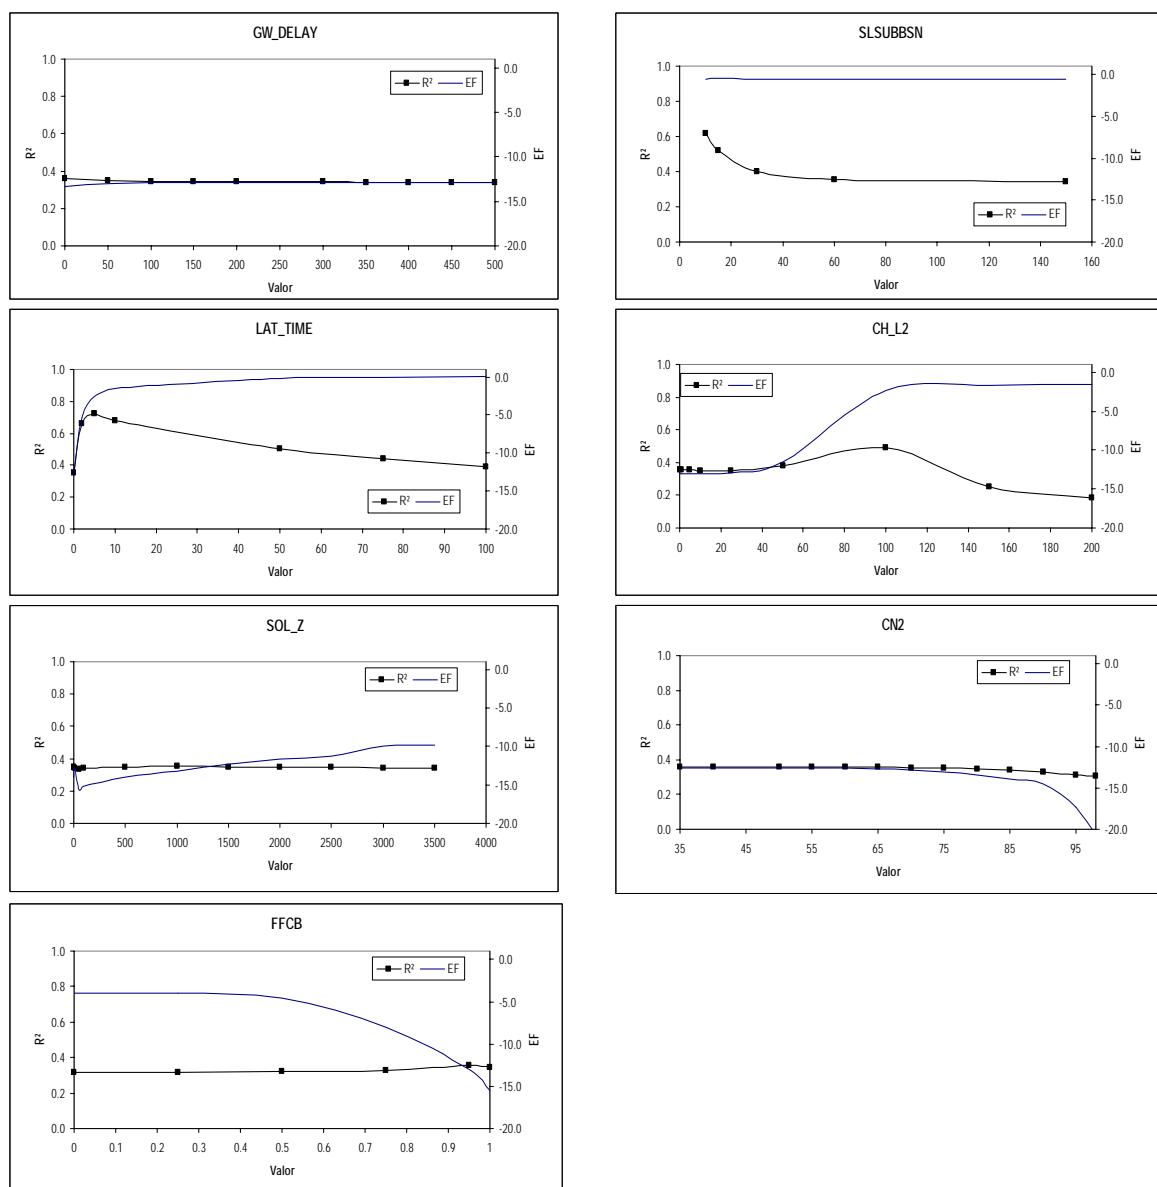 GW_DELAY
1.0
0.8
0.6
0.4
0.2
0.0
R²
0.0
-5.0
-10.0
-15.0
-20.0
EF
R² EF
0 50 100 150 200 250 300 350 400 450 500
Valor
SLSUBBSN
1.0
0.8
0.6
0.4
0.2
0.0
R²
0.0
-5.0
-10.0
-15.0
-20.0
EF
R² EF
0 20 40 60 80 100 120 140 160
Valor
LAT_TIME
1.0
0.8
0.6
0.4
0.2
0.0
R²
0.0
-5.0
-10.0
-15.0
-20.0
EF
R² EF
0 10 20 30 40 50 60 70 80 90 100
Valor
CH_L2
1.0
0.8
0.6
0.4
0.2
0.0
R²
0.0
-5.0
-10.0
-15.0
-20.0
EF
R² EF
0 20 40 60 80 100 120 140 160 180 200
Valor
SOL_Z
1.0
0.8
0.6
0.4
0.2
0.0
R²
0.0
-5.0
-10.0
-15.0
-20.0
EF
R² EF
0 500 1000 1500 2000 2500 3000 3500 4000
Valor
CN2
1.0
0.8
0.6
0.4
0.2
0.0
R²
0.0
-5.0
-10.0
-15.0
-20.0
EF
R² EF
35 45 55 65 75 85 95
Valor
FFCB
1.0
0.8
0.6
0.4
0.2
0.0
R²
0.0
-5.0
-10.0
-15.0
-20.0
EF
R² EF
0 0.1 0.2 0.3 0.4 0.5 0.6 0.7 0.8 0.9 1
Valor